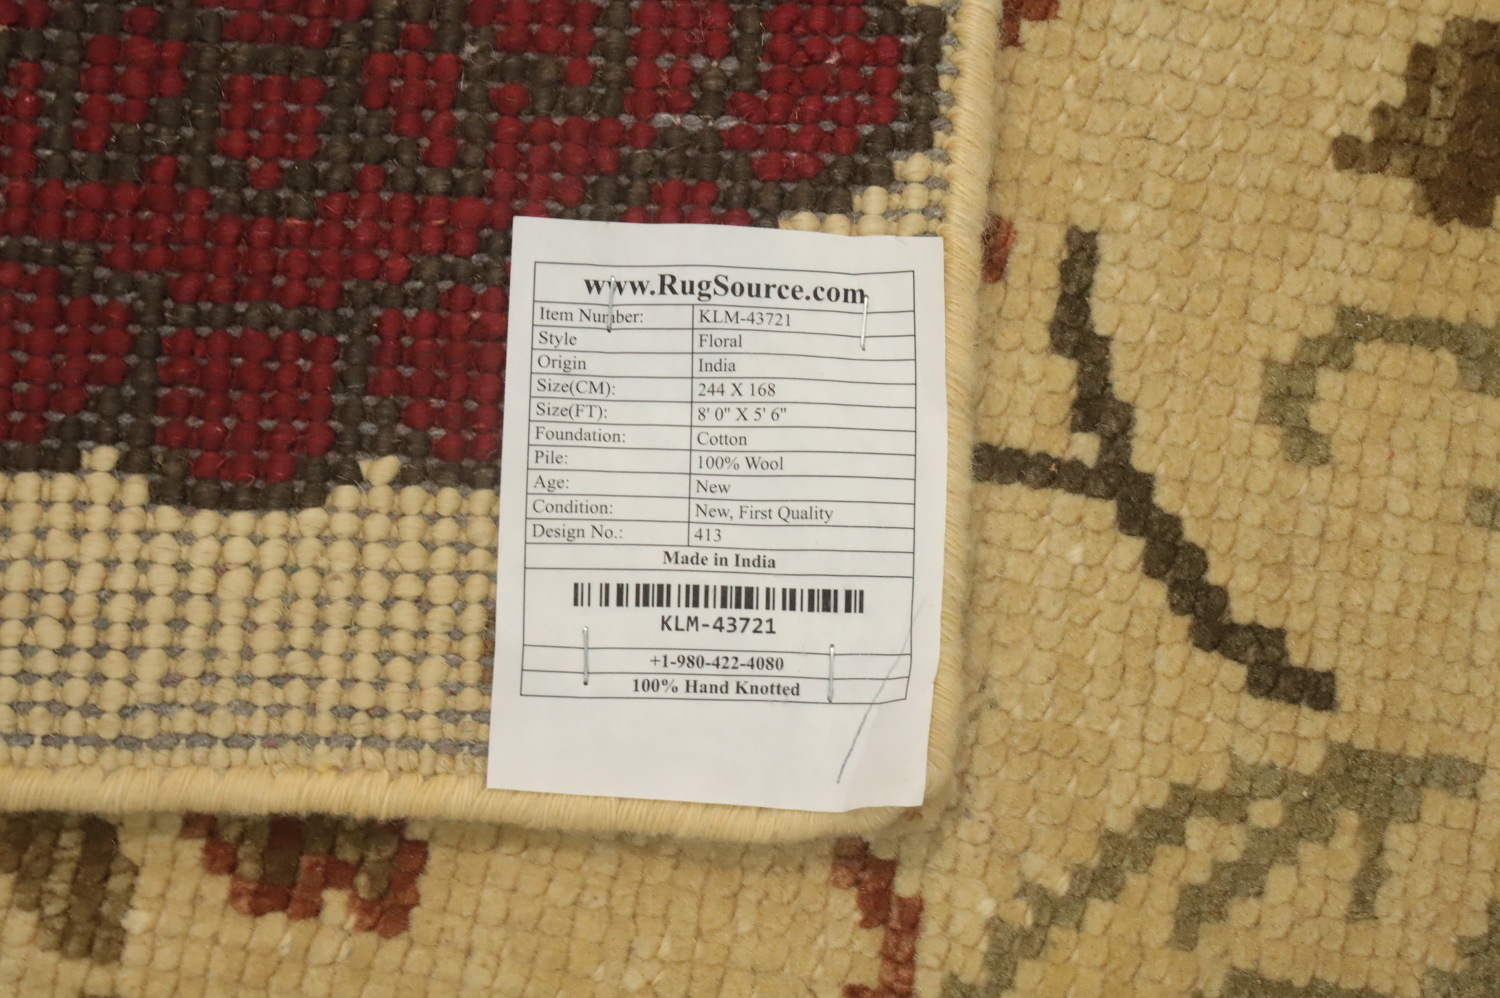 www.RugSource.com
Item Number: KLM-43721
Style Floral
Origin India
Size(CM): 244 X 168
Size(FT): 8' 0" X 5' 6"
Foundation: Cotton
Pile: 100% Wool
Age: New
Condition: New, First Quality
Design No.: 413
Made in India
KLM-43721
+1-980-422-4080
100% Hand Knotted